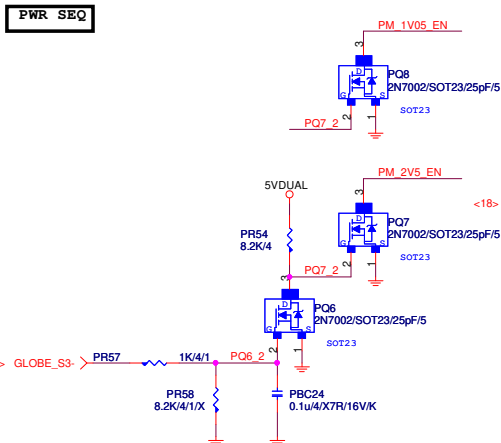 PWR SEQ
PM_1V05_EN
3
D
PQ8
2N7002/SOT23/25pF/5
G
S
SOT23
2
1
PQ7_2
PM_2V5_EN
3
<18>
5VDUAL
D
PQ7
2N7002/SOT23/25pF/5
PR54
8.2K/4
G
S
SOT23
2
1
PQ7_2
3
D
PQ6
2N7002/SOT23/25pF/5
G
S
SOT23
2
1
GLOBE_S3-
PR57
1K/4/1
PQ6_2
PR58
8.2K/4/1/X
PBC24
0.1u/4/X7R/16V/K